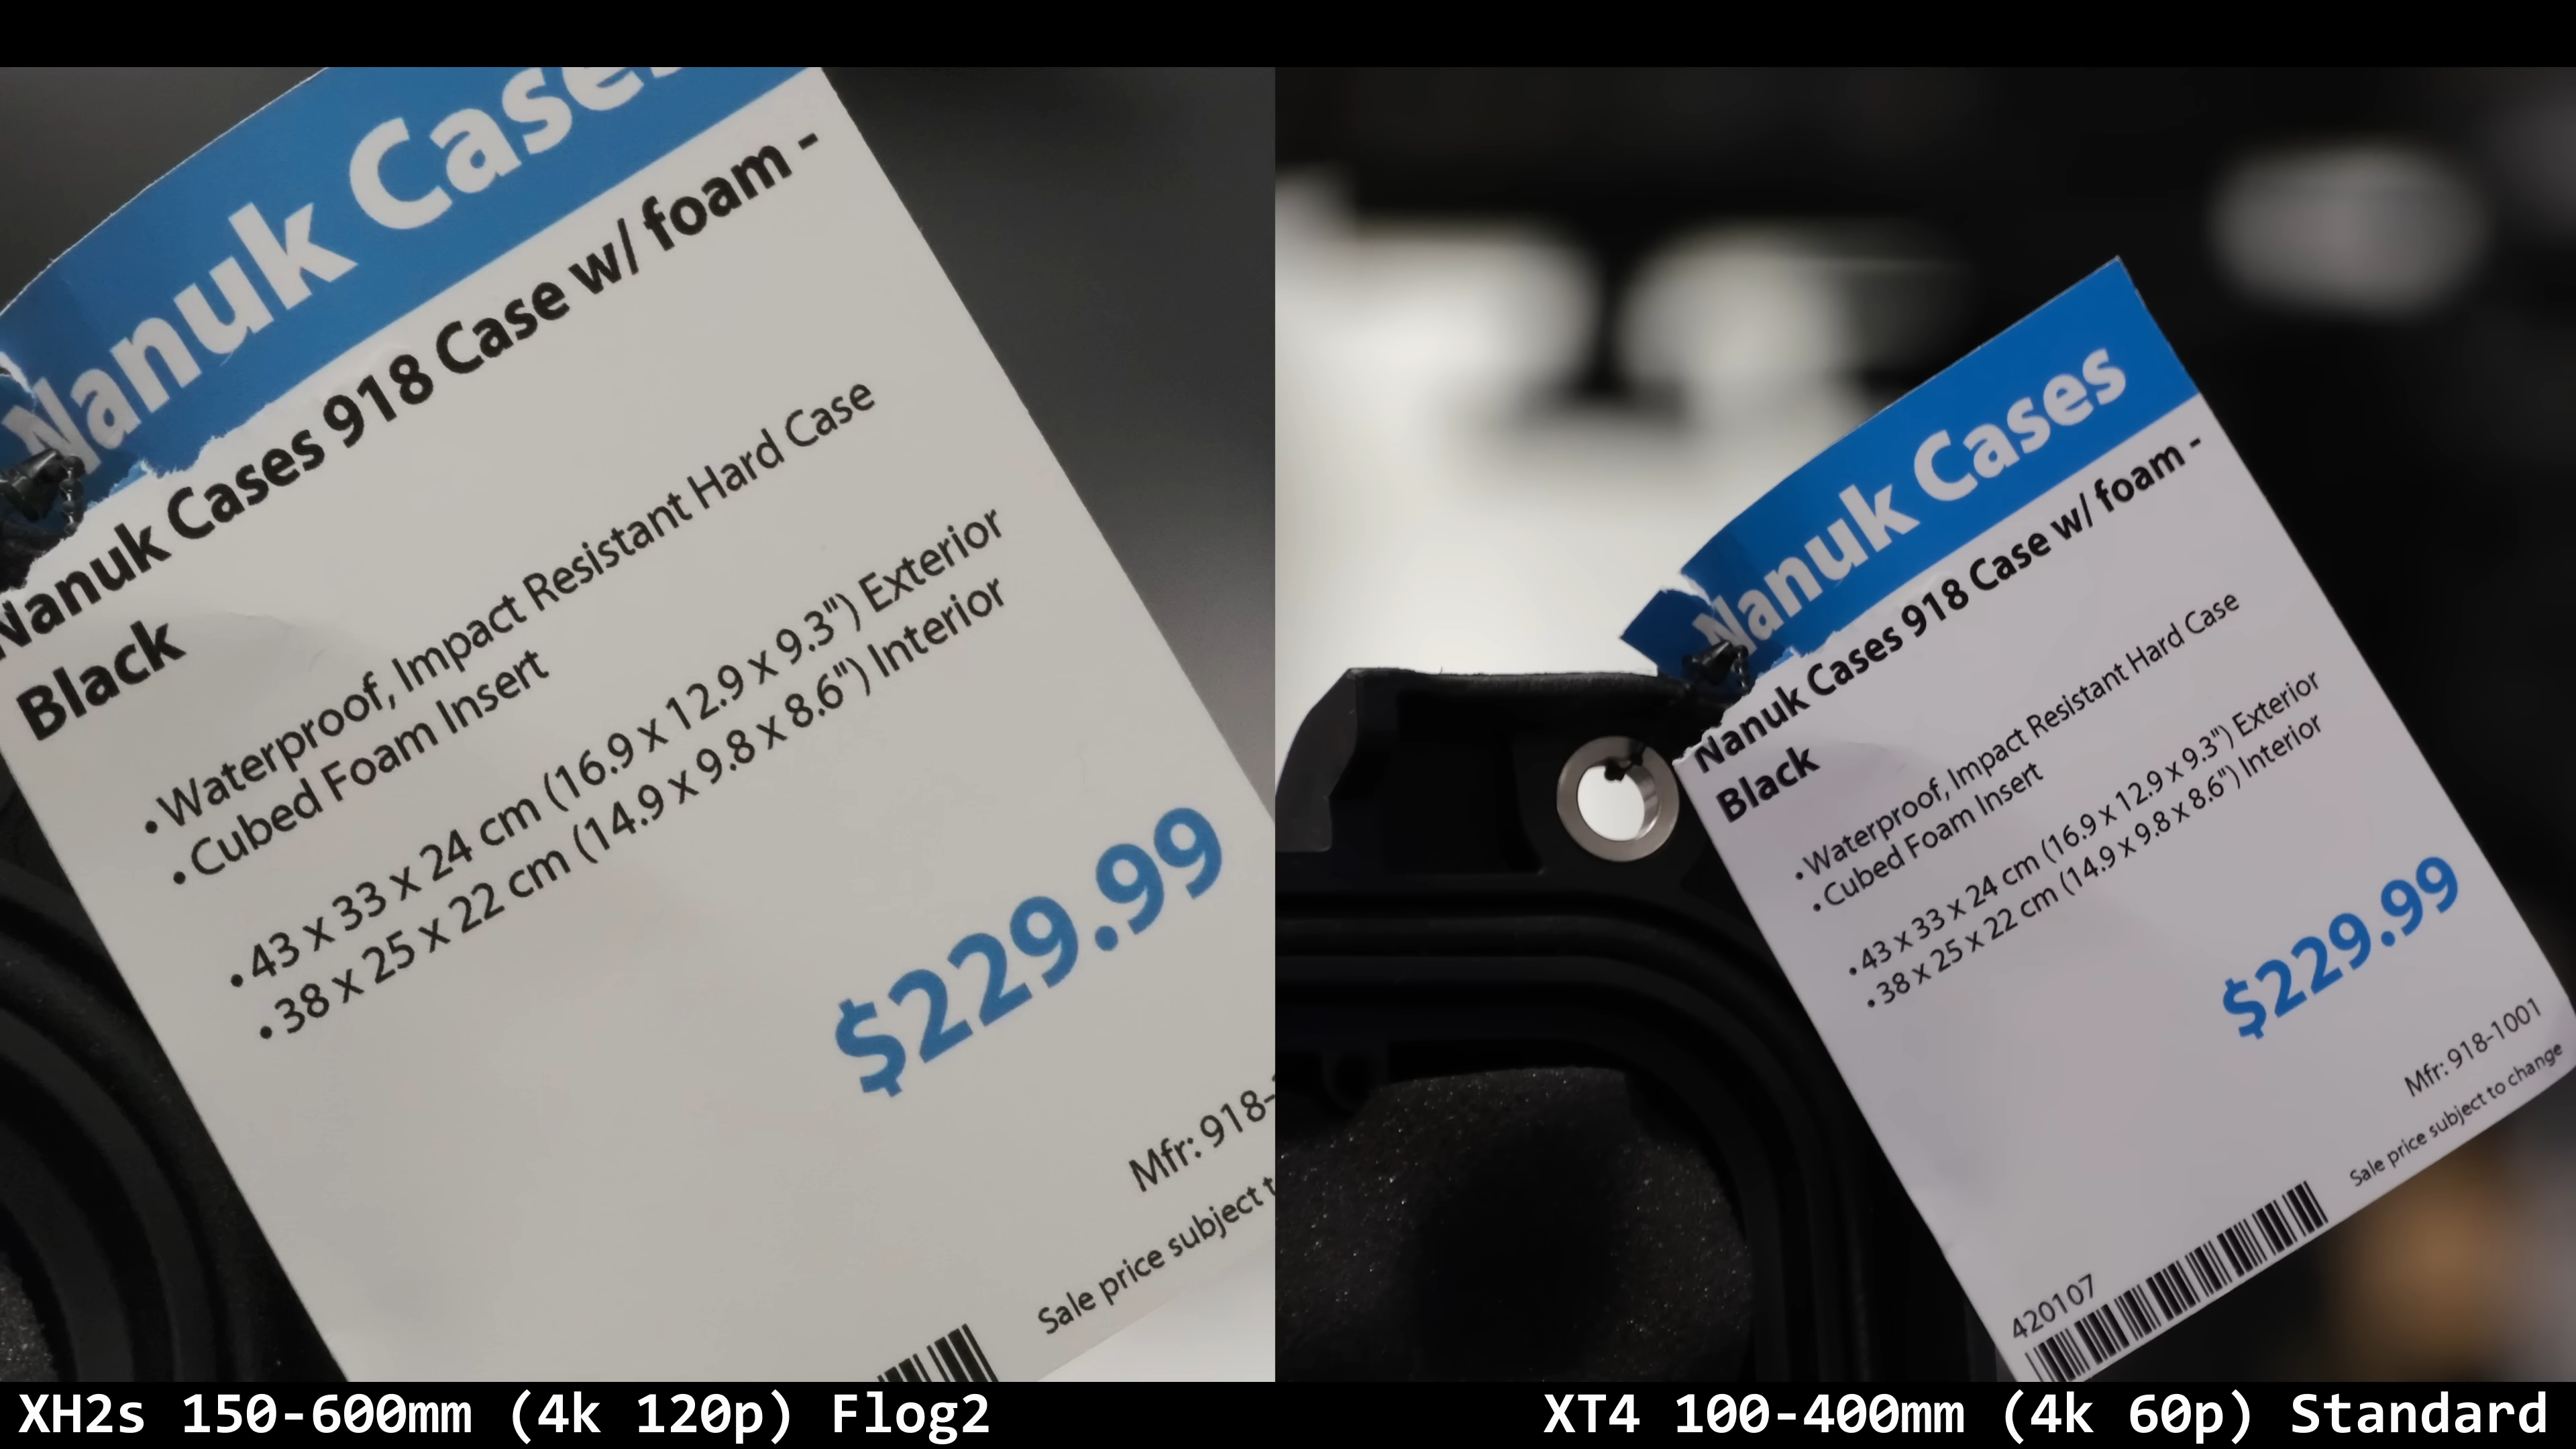 Nanuk Cases
Nanuk Cases 918 Case w/ foam -
Black
• Waterproof, Impact Resistant Hard Case
• Cubed Foam Insert
• 43 x 33 x 24 cm (16.9 x 12.9 x 9.3") Exterior
• 38 x 25 x 22 cm (14.9 x 9.8 x 8.6") Interior
$229.99
Mfr: 918-
Sale price subject t
XH2s 150-600mm (4k 120p) Flog2
Nanuk Cases
Nanuk Cases 918 Case w/ foam -
Black
• Waterproof, Impact Resistant Hard Case
• Cubed Foam Insert
• 43 x 33 x 24 cm (16.9 x 12.9 x 9.3") Exterior
• 38 x 25 x 22 cm (14.9 x 9.8 x 8.6") Interior
$229.99
Mfr: 918-1001
Sale price subject to change
420107
XT4 100-400mm (4k 60p) Standard